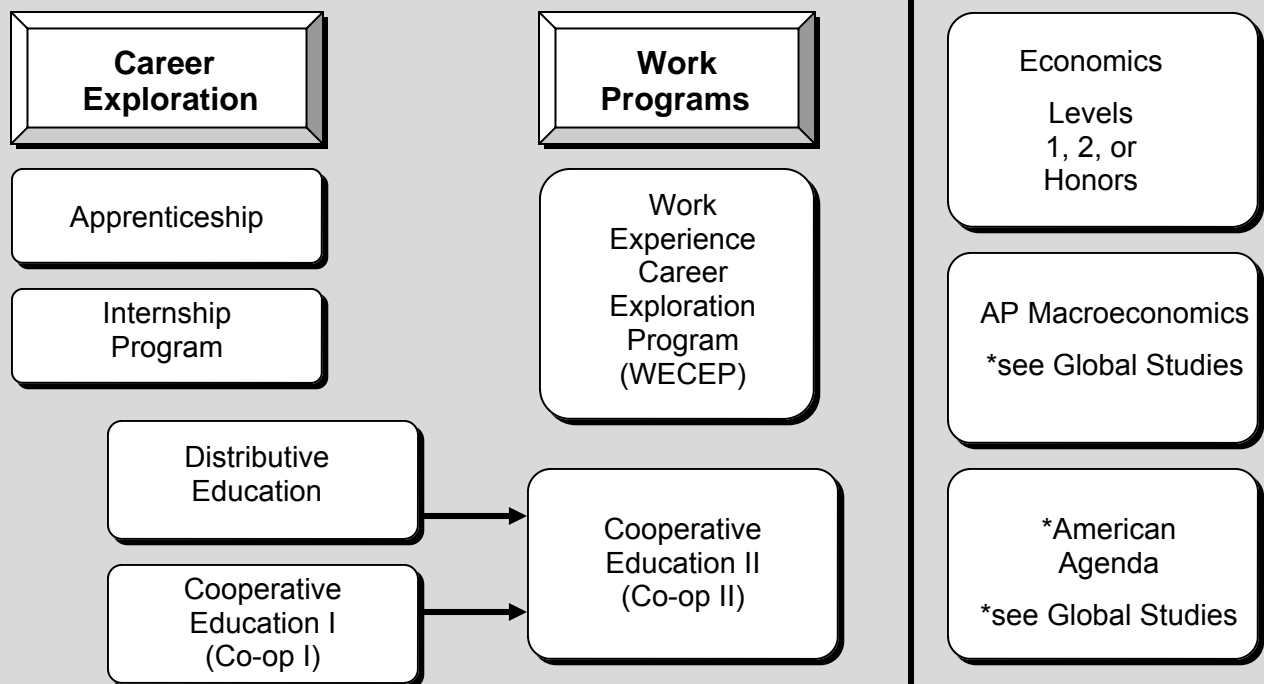 Career
Exploration
Apprenticeship
Internship
Program
Work
Programs
Work
Experience
Career
Exploration
Program
(WECEP)
Distributive
Education
Cooperative
Education I
(Co-op I)
Cooperative
Education II
(Co-op II)
Economics
Levels
1, 2, or
Honors
AP Macroeconomics
*see Global Studies
*American
Agenda
*see Global Studies